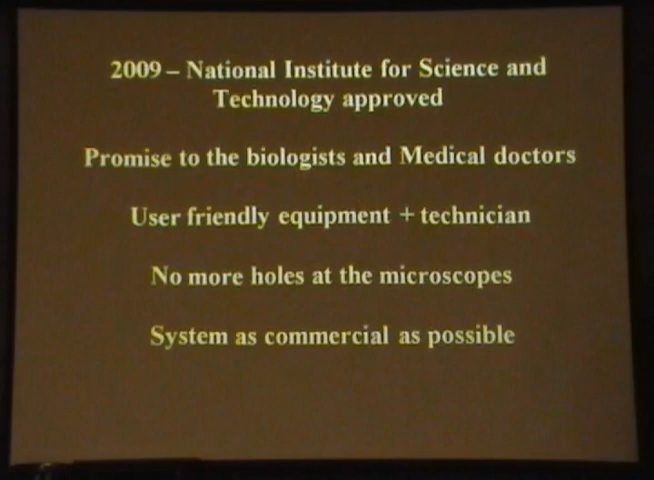 2009 – National Institute for Science and
Technology approved
Promise to the biologists and Medical doctors
User friendly equipment + technician
No more holes at the microscopes
System as commercial as possible